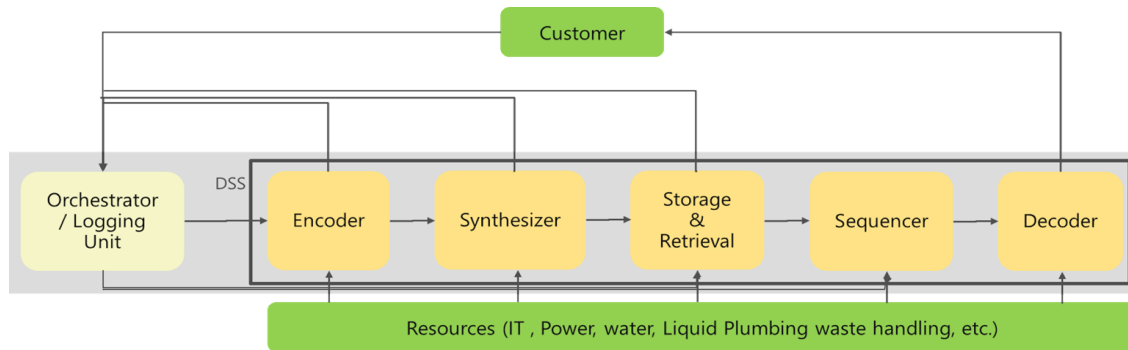 Customer
DSS
Orchestrator
/ Logging
Unit
Encoder
Synthesizer
Storage
&
Retrieval
Sequencer
Decoder
Resources (IT , Power, water, Liquid Plumbing waste handling, etc.)